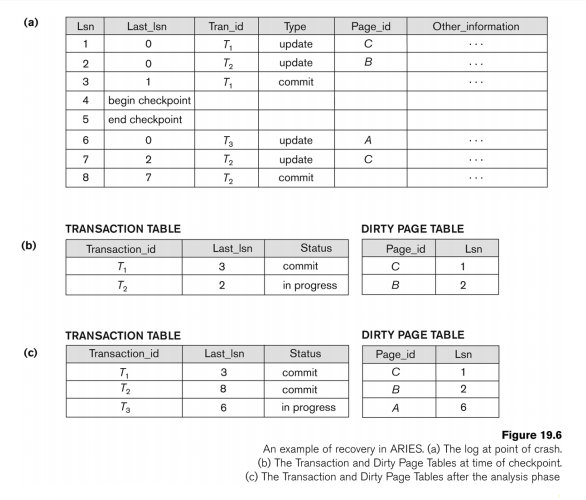 (a)
Lsn Last_lsn Tran_id Type Page_id Other_information
1 0 T1 update C ...
2 0 T2 update B ...
3 1 T1 commit ...
4 begin checkpoint
5 end checkpoint
6 0 T3 update A ...
7 2 T2 update C ...
8 7 T2 commit ...
TRANSACTION TABLE DIRTY PAGE TABLE
(b)
Transaction_id Last_lsn Status Page_id Lsn
T1 3 commit C 1
T2 2 in progress B 2
TRANSACTION TABLE DIRTY PAGE TABLE
(c)
Transaction_id Last_lsn Status Page_id Lsn
T1 3 commit C 1
T2 8 commit B 2
T3 6 in progress A 6
Figure 19.6
An example of recovery in ARIES. (a) The log at point of crash.
(b) The Transaction and Dirty Page Tables at time of checkpoint.
(c) The Transaction and Dirty Page Tables after the analysis phase